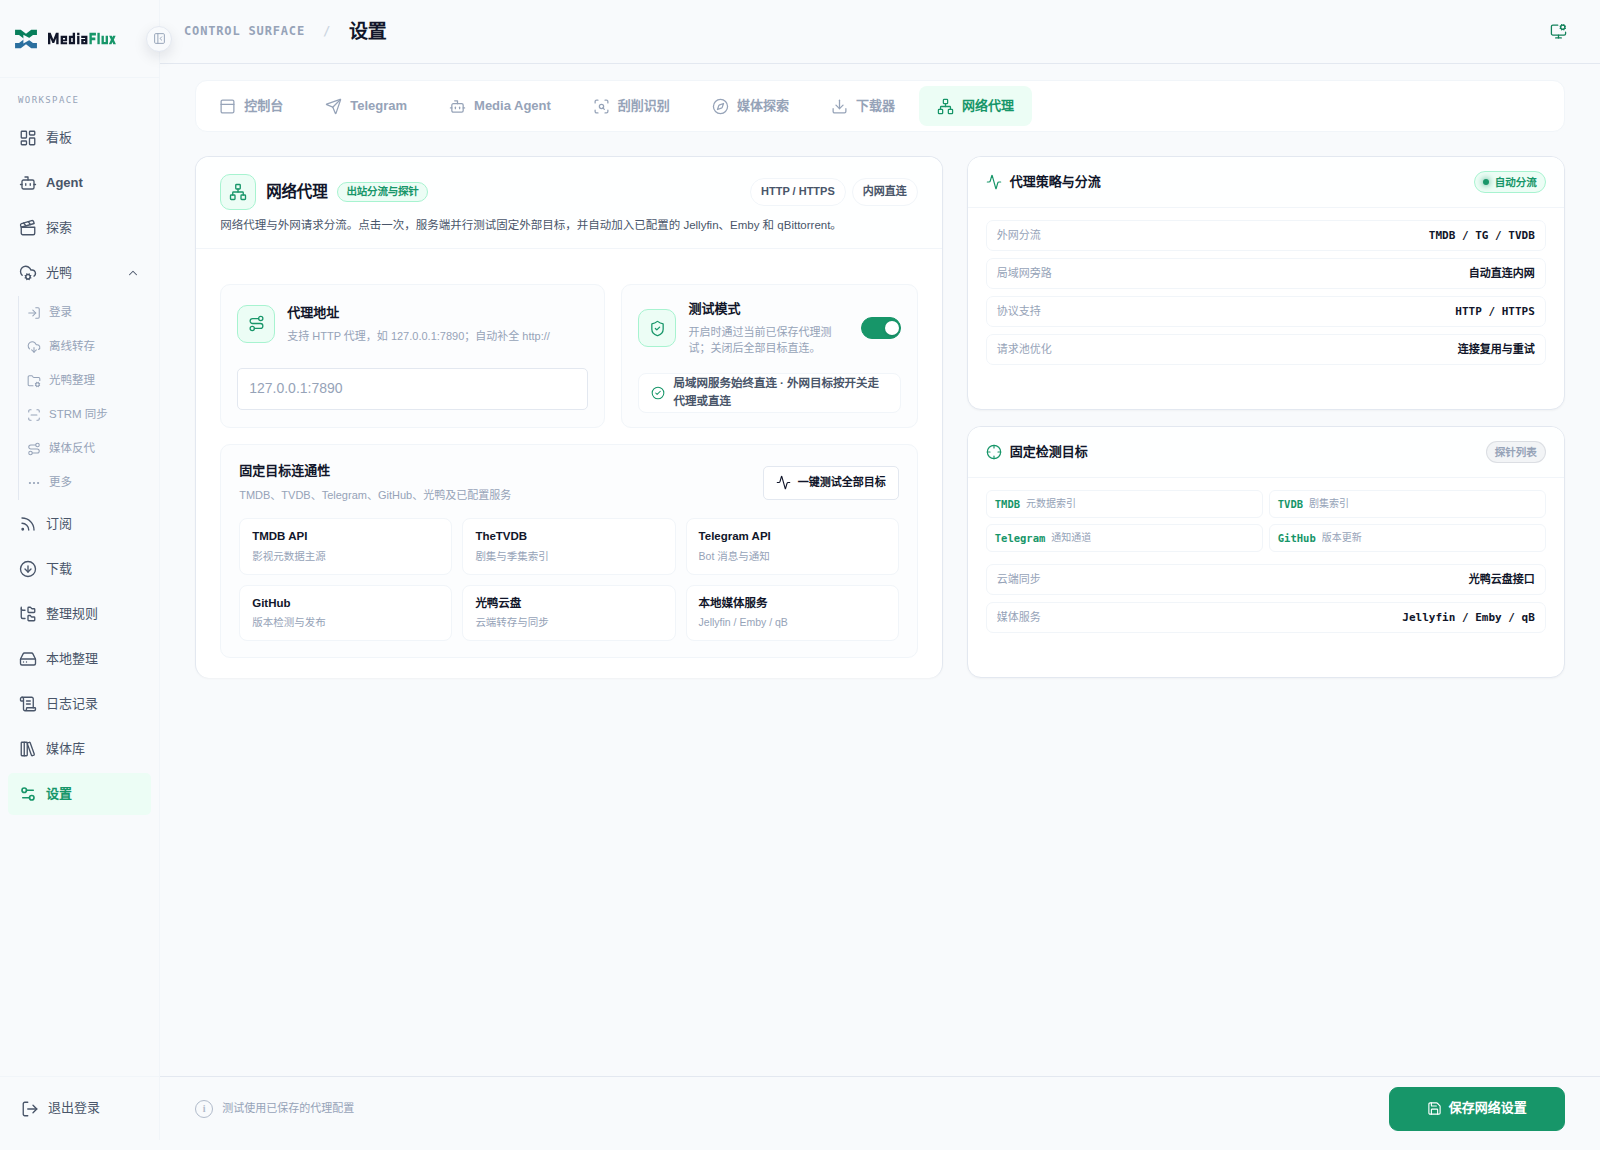 MediaFlux
CONTROL SURFACE / 设置
WORKSPACE
看板
Agent
探索
光鸭
登录
离线转存
光鸭整理
STRM 同步
媒体反代
更多
订阅
下载
整理规则
本地整理
日志记录
媒体库
设置
退出登录
控制台
Telegram
Media Agent
刮削识别
媒体探索
下载器
网络代理
网络代理
出站分流与探针
HTTP / HTTPS
内网直连
网络代理与外网请求分流。点击一次，服务端并行测试固定外部目标，并自动加入已配置的 Jellyfin、Emby 和 qBittorrent。
代理地址
支持 HTTP 代理，如 127.0.0.1:7890；自动补全 http://
127.0.0.1:7890
测试模式
开启时通过当前已保存代理测
试；关闭后全部目标直连。
局域网服务始终直连 · 外网目标按开关走
代理或直连
固定目标连通性
TMDB、TVDB、Telegram、GitHub、光鸭及已配置服务
一键测试全部目标
TMDB API
影视元数据主源
TheTVDB
剧集与季集索引
Telegram API
Bot 消息与通知
GitHub
版本检测与发布
光鸭云盘
云端转存与同步
本地媒体服务
Jellyfin / Emby / qB
代理策略与分流
自动分流
外网分流
TMDB / TG / TVDB
局域网旁路
自动直连内网
协议支持
HTTP / HTTPS
请求池优化
连接复用与重试
固定检测目标
探针列表
TMDB 元数据索引
TVDB 剧集索引
Telegram 通知通道
GitHub 版本更新
云端同步
光鸭云盘接口
媒体服务
Jellyfin / Emby / qB
测试使用已保存的代理配置
保存网络设置